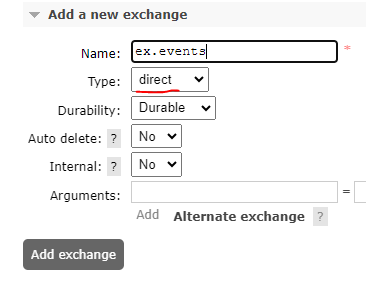 Add a new exchange
Name: ex.events *
Type: direct
Durability: Durable
Auto delete: ? No
Internal: ? No
Arguments: =
Add Alternate exchange ?
Add exchange